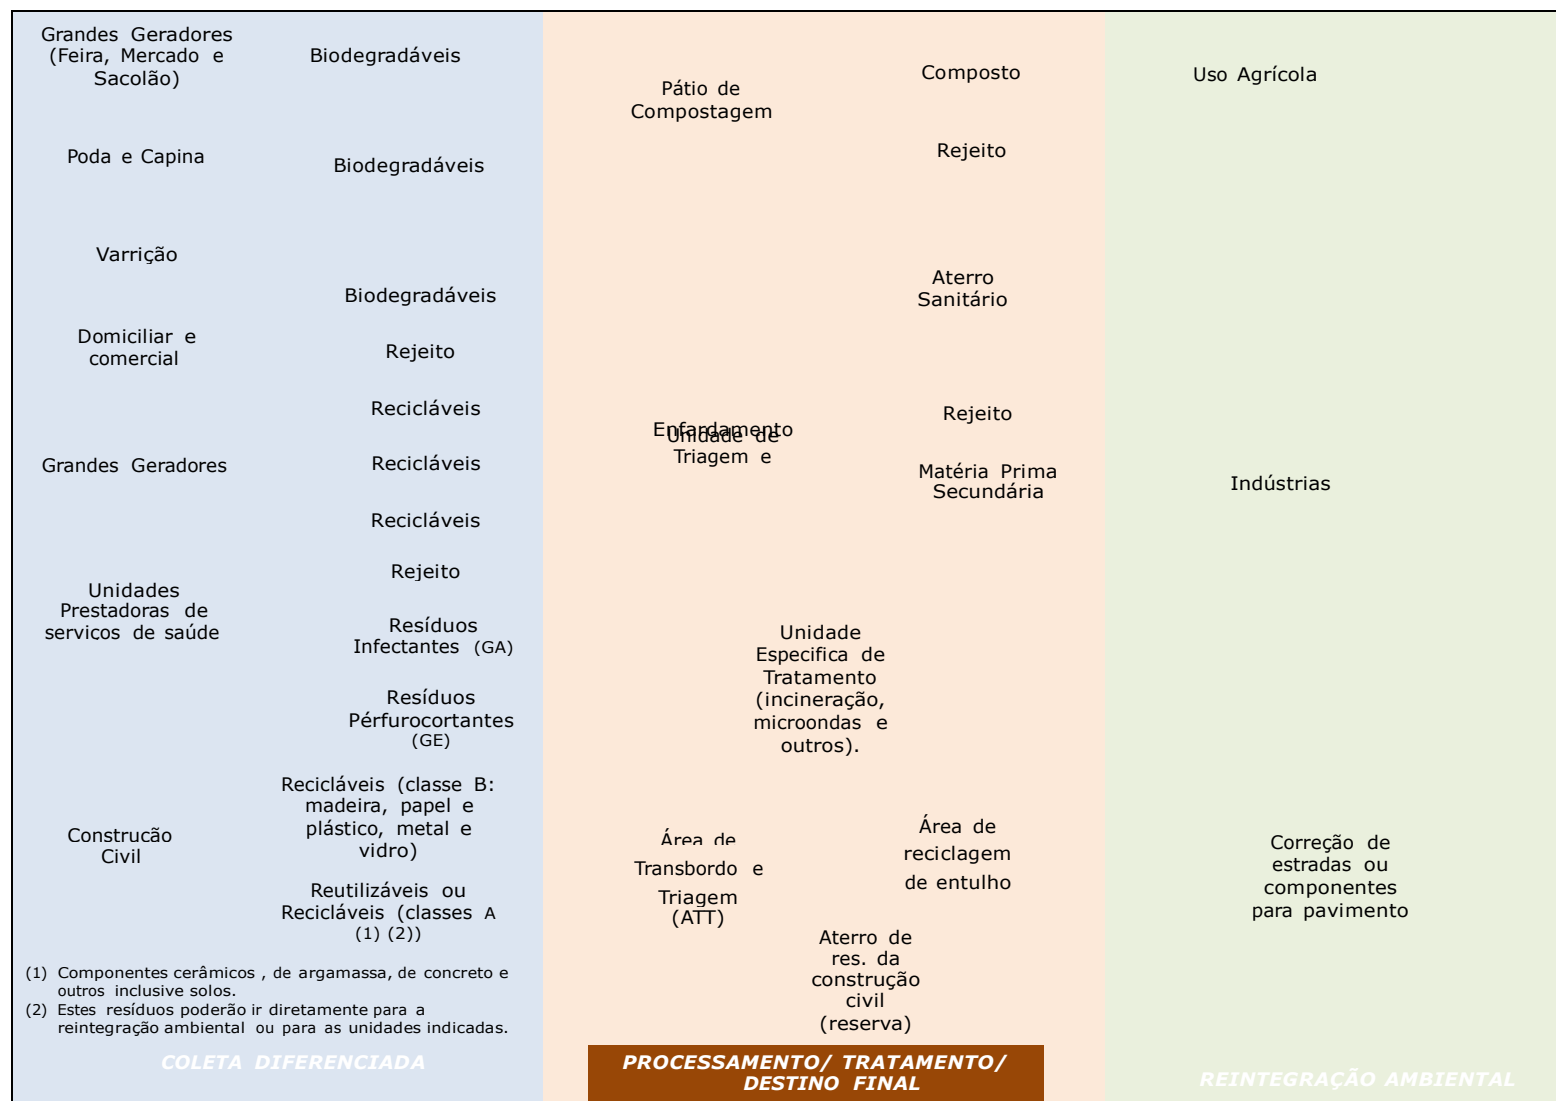 Grandes Geradores
(Feira, Mercado e
Sacolão)
Biodegradáveis
Poda e Capina
Biodegradáveis
Varrição
Biodegradáveis
Domiciliar e
comercial
Rejeito
Recicláveis
Grandes Geradores
Recicláveis
Recicláveis
Rejeito
Unidades
Prestadoras de
servicos de saúde
Resíduos
Infectantes (GA)
Resíduos
Pérfurocortantes
(GE)
Recicláveis (classe B:
madeira, papel e
plástico, metal e
vidro)
Construcão
Civil
Reutilizáveis ou
Recicláveis (classes A
(1) (2))
(1) Componentes cerâmicos , de argamassa, de concreto e
outros inclusive solos.
(2) Estes resíduos poderão ir diretamente para a
reintegração ambiental ou para as unidades indicadas.
COLETA DIFERENCIADA
Pátio de
Compostagem
Composto
Rejeito
Aterro
Sanitário
Rejeito
Enfardamento
Unidade de
Triagem e
Matéria Prima
Secundária
Unidade
Especifica de
Tratamento
(incineração,
microondas e
outros).
Área de
Transbordo e
Triagem
(ATT)
Área de
reciclagem
de entulho
Aterro de
res. da
construção
civil
(reserva)
PROCESSAMENTO/ TRATAMENTO/
DESTINO FINAL
Uso Agrícola
Indústrias
Correção de
estradas ou
componentes
para pavimento
REINTEGRAÇÃO AMBIENTAL